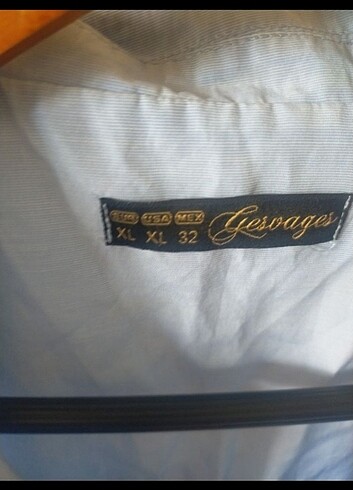 EUR USA MEX
XL XL 32
Gesvages